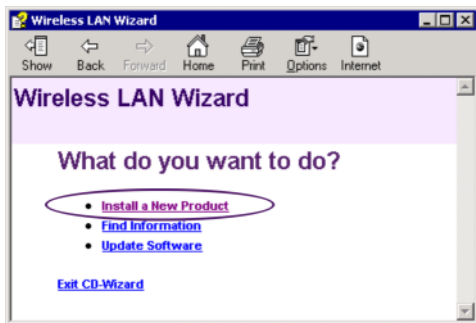 Wireless LAN Wizard
Show Back Forward Home Print Options Internet
Wireless LAN Wizard
What do you want to do?
• Install a New Product
• Find Information
• Update Software
Exit CD-Wizard